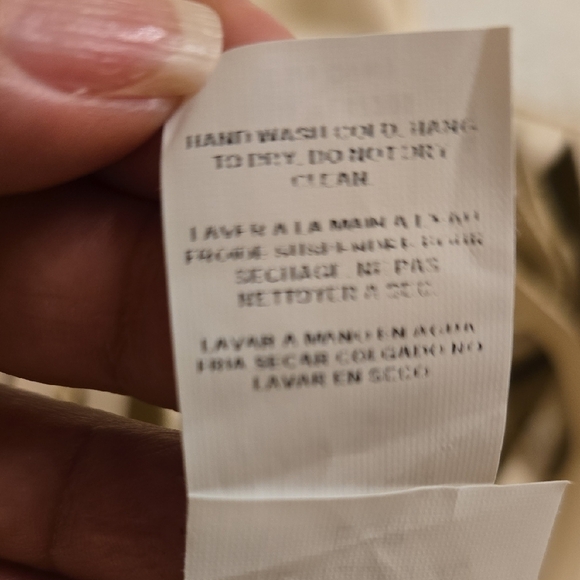 HAND WASH COLD. HANG
TO DRY. DO NOT DRY
CLEAN.
LAVER A LA MAIN A L'EAU
FROIDE SUSPENDRE POUR
SECHAGE. NE PAS
NETTOYER A SEC.
LAVAR A MANO EN AGUA
FRIA SECAR COLGADO NO
LAVAR EN SECO